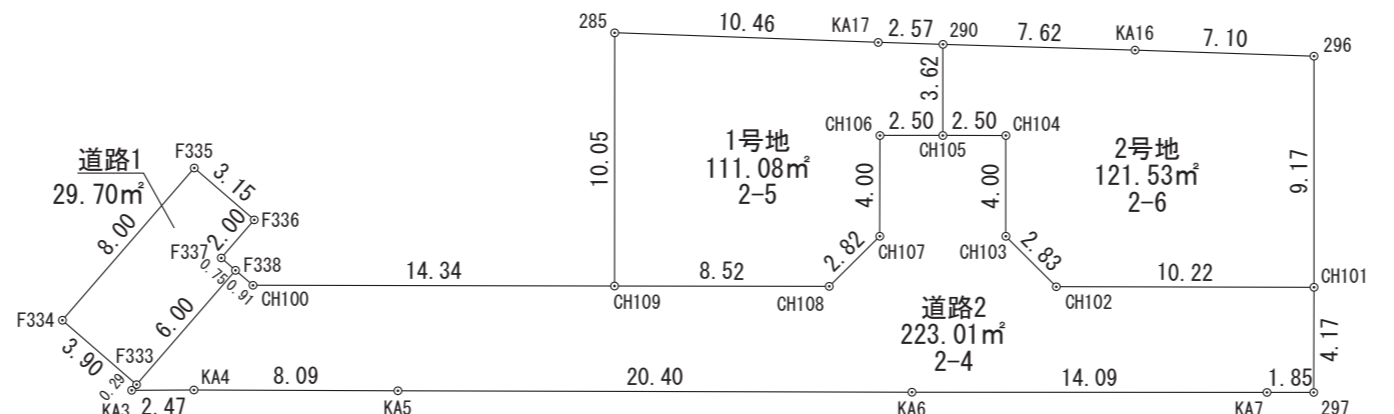 285
10.46
KA17
2.57
290
7.62
KA16
7.10
296
3.62
CH106
2.50
2.50
CH104
CH105
1号地
111.08㎡
2-5
2号地
121.53㎡
2-6
10.05
9.17
道路1
29.70㎡
F335
3.15
8.00
2.00
F336
F337
0.75
F338
0.91
CH100
14.34
4.00
4.00
CH107
CH103
2.82
2.83
CH109
8.52
CH108
CH102
10.22
CH101
道路2
223.01㎡
2-4
4.17
F334
6.00
3.90
F333
0.29
KA3
2.47
KA4
8.09
KA5
20.40
KA6
14.09
KA7
1.85
297